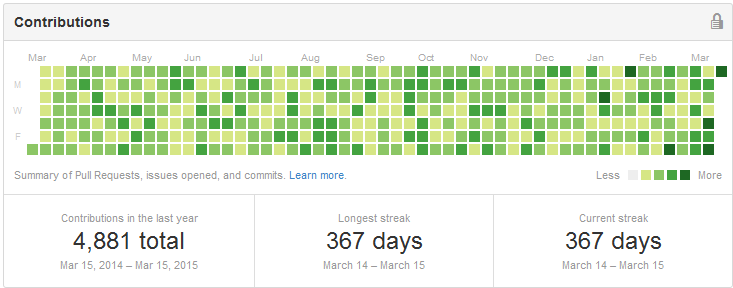 Contributions
Mar Apr May Jun Jul Aug Sep Oct Nov Dec Jan Feb Mar
M
W
F
Summary of Pull Requests, issues opened, and commits. Learn more.
Less More
Contributions in the last year
4,881 total
Mar 15, 2014 – Mar 15, 2015
Longest streak
367 days
March 14 – March 15
Current streak
367 days
March 14 – March 15